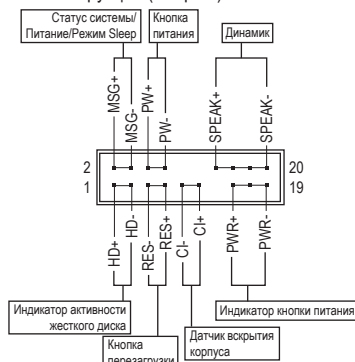 Статус системы/
Питание/Режим Sleep
Кнопка
питания
Динамик
MSG+
MSG-
PW+
PW-
SPEAK+
SPEAK-
2
20
1
19
HD+
HD-
RES-
RES+
CI-
CI+
PWR+
PWR-
Индикатор активности
жесткого диска
Индикатор кнопки питания
Кнопка
перезагрузки
Датчик вскрытия
корпуса